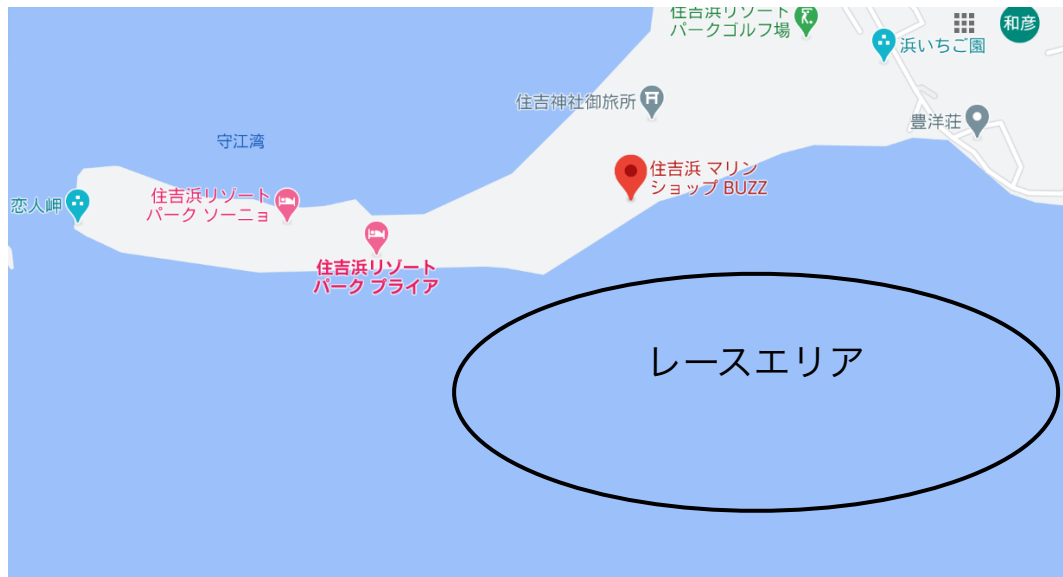 住吉浜リゾート
パークゴルフ場
和彦
浜いちご園
住吉神社御旅所
豊洋荘
守江湾
住吉浜 マリン
ショップ BUZZ
恋人岬
住吉浜リゾート
パーク ソーニョ
住吉浜リゾート
パーク プライア
レースエリア